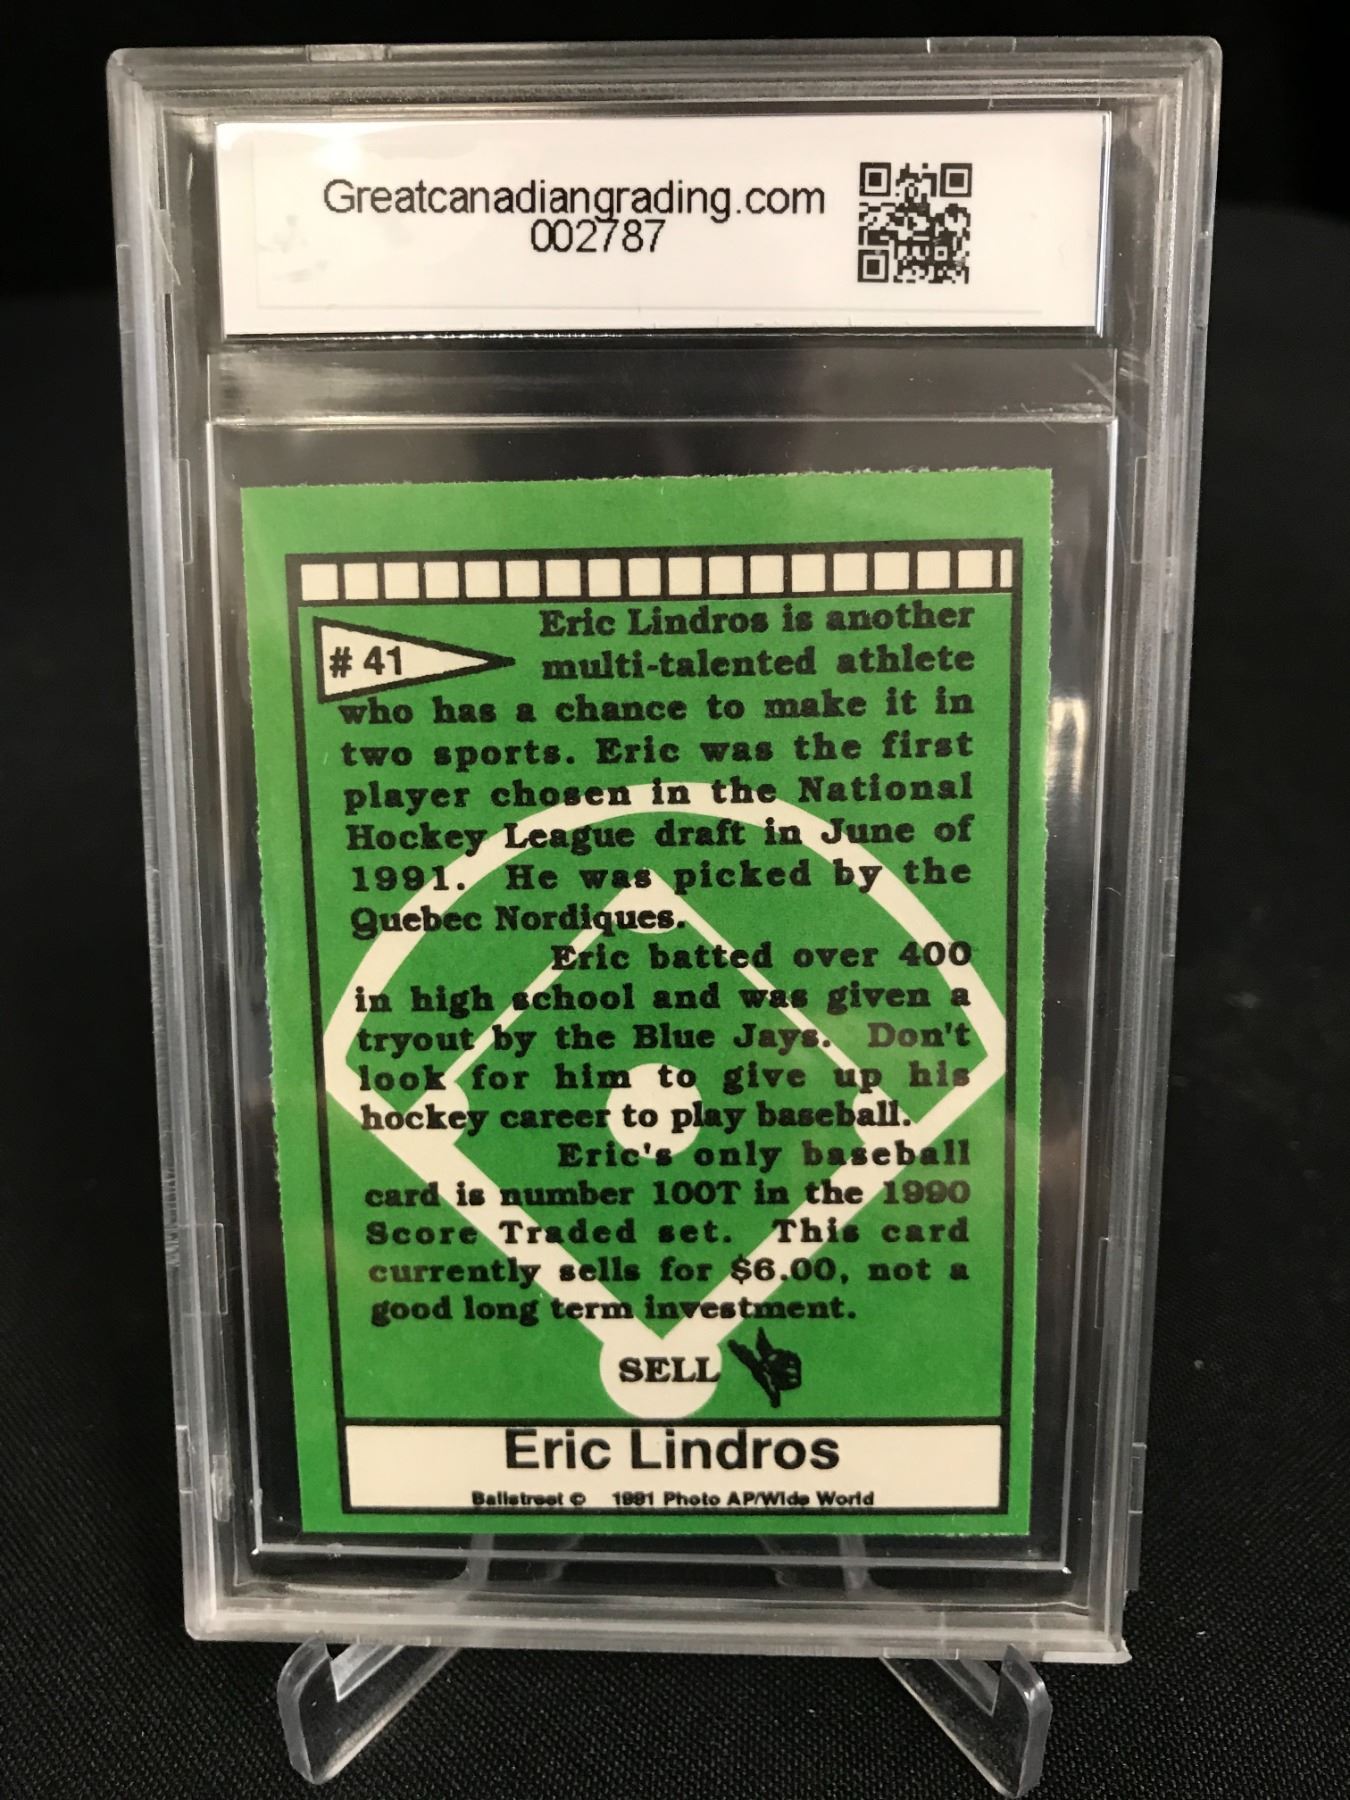 Greatcanadiangrading.com
002787
# 41
Eric Lindros is another
multi-talented athlete
who has a chance to make it in
two sports. Eric was the first
player chosen in the National
Hockey League draft in June of
1991. He was picked by the
Quebec Nordiques.
Eric batted over 400
in high school and was given a
tryout by the Blue Jays. Don't
look for him to give up his
hockey career to play baseball.
Eric's only baseball
card is number 100T in the 1990
Score Traded set. This card
currently sells for $6.00, not a
good long term investment.
SELL
Eric Lindros
Ballstreet © 1991 Photo AP/Wide World